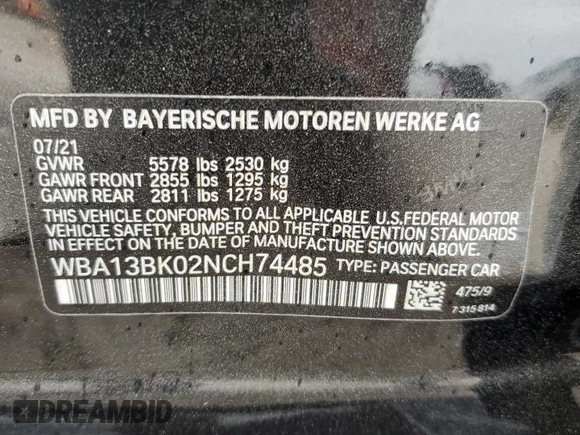 MFD BY BAYERISCHE MOTOREN WERKE AG
07/21
GVWR 5578 lbs 2530 kg
GAWR FRONT 2855 lbs 1295 kg
GAWR REAR 2811 lbs 1275 kg
THIS VEHICLE CONFORMS TO ALL APPLICABLE U.S.FEDERAL MOTOR
VEHICLE SAFETY, BUMPER AND THEFT PREVENTION STANDARDS
IN EFFECT ON THE DATE OF MANUFACTURE SHOWN ABOVE.
WBA13BK02NCH74485 TYPE: PASSENGER CAR
475/9
7 315 814
DREAMBID